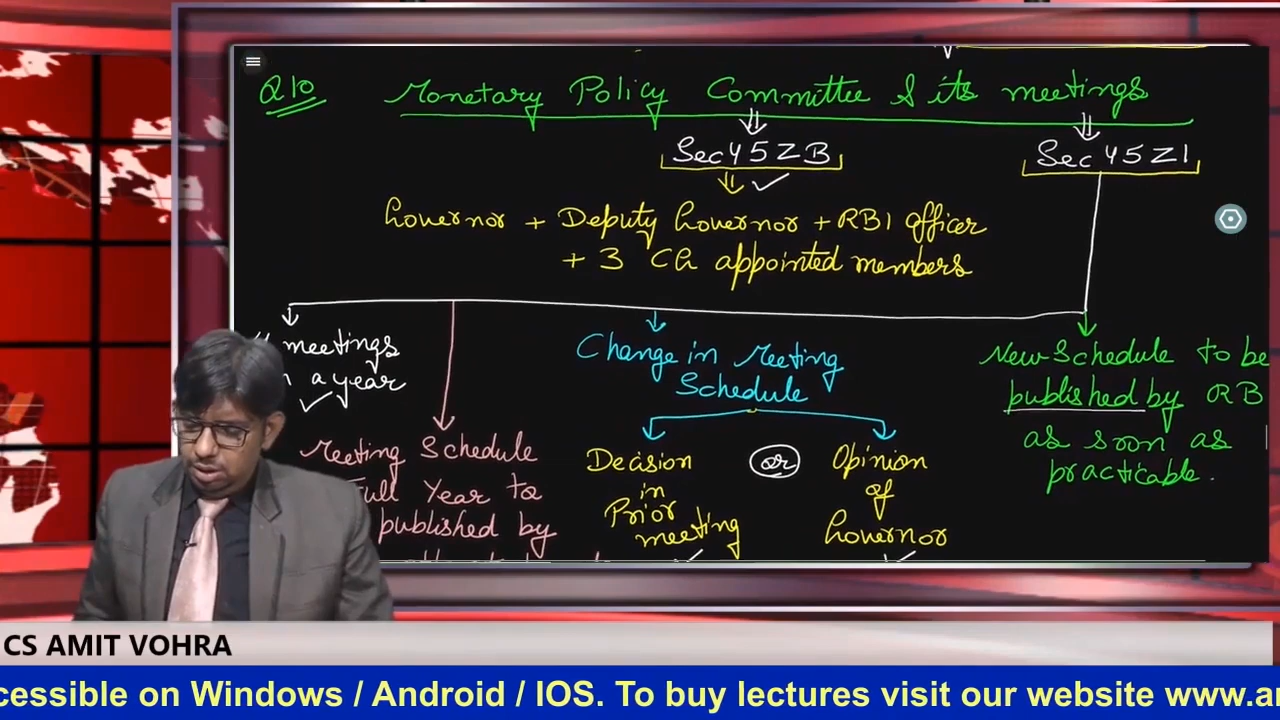 Q10 Monetary Policy Committee & its meetings
Sec 45ZB
Sec 45ZI
Governor + Deputy Governor + RBI officer
+ 3 CG appointed members
meetings
a year
Meeting Schedule
Full Year to
published by
Change in Meeting
Schedule
Decision
in
Prior
meeting
or
Opinion
of
Governor
New Schedule to be
published by RB
as soon as
practicable.
CS AMIT VOHRA
cessible on Windows / Android / IOS. To buy lectures visit our website www.a